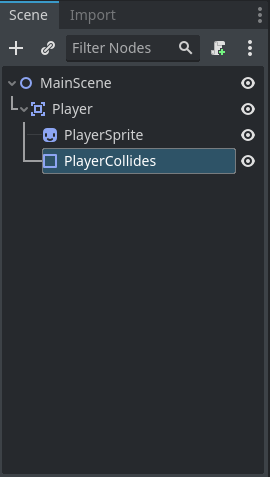 Scene Import
Filter Nodes
MainScene
Player
PlayerSprite
PlayerCollides